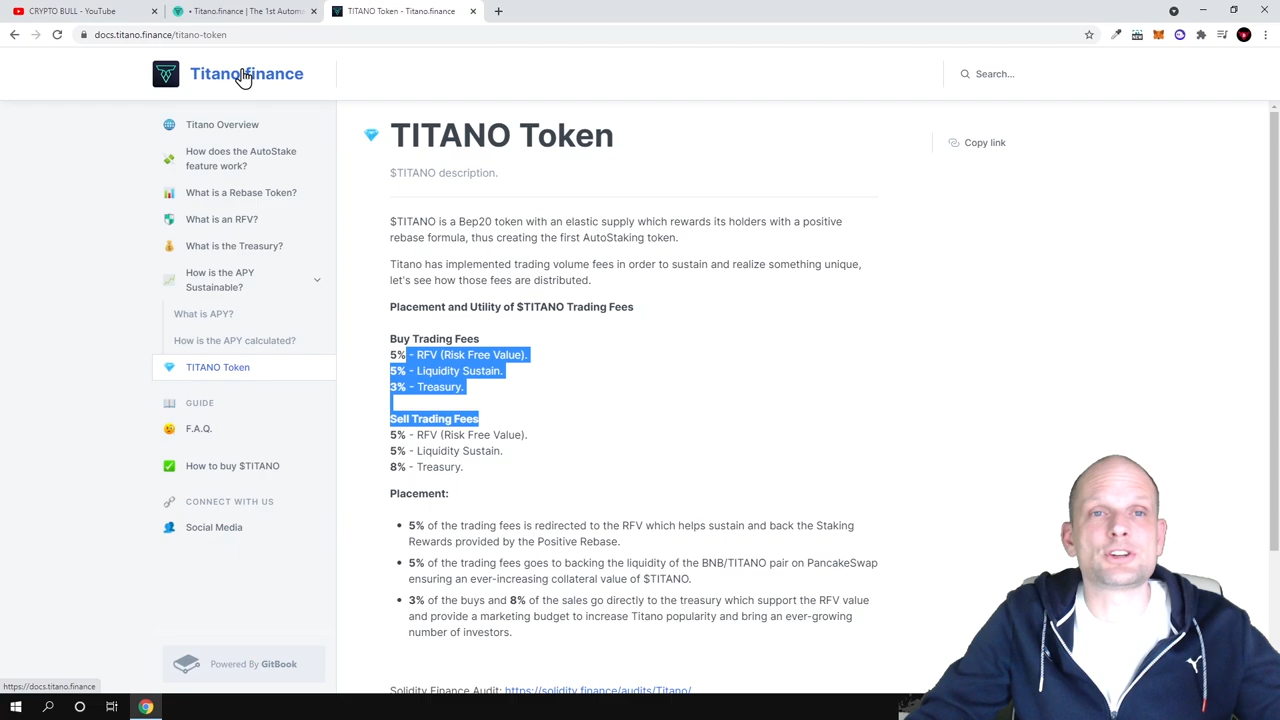 CRYPTO BULL - YouTube
• Titano.finance | The 1st Automa
TITANO Token - Titano.finance
docs.titano.finance/titano-token
Titano.finance
Search...
Titano Overview
How does the AutoStake
feature work?
What is a Rebase Token?
What is an RFV?
What is the Treasury?
How is the APY
Sustainable?
What is APY?
How is the APY calculated?
TITANO Token
GUIDE
F.A.Q.
How to buy $TITANO
CONNECT WITH US
Social Media
Powered By GitBook
https://docs.titano.finance
TITANO Token
Copy link
$TITANO description.
$TITANO is a Bep20 token with an elastic supply which rewards its holders with a positive
rebase formula, thus creating the first AutoStaking token.
Titano has implemented trading volume fees in order to sustain and realize something unique,
let's see how those fees are distributed.
Placement and Utility of $TITANO Trading Fees
Buy Trading Fees
5% - RFV (Risk Free Value).
5% - Liquidity Sustain.
3% - Treasury.
Sell Trading Fees
5% - RFV (Risk Free Value).
5% - Liquidity Sustain.
8% - Treasury.
Placement:
• 5% of the trading fees is redirected to the RFV which helps sustain and back the Staking
Rewards provided by the Positive Rebase.
• 5% of the trading fees goes to backing the liquidity of the BNB/TITANO pair on PancakeSwap
ensuring an ever-increasing collateral value of $TITANO.
• 3% of the buys and 8% of the sales go directly to the treasury which support the RFV value
and provide a marketing budget to increase Titano popularity and bring an ever-growing
number of investors.
Solidity Finance Audit: https://solidity.finance/audits/Titano/